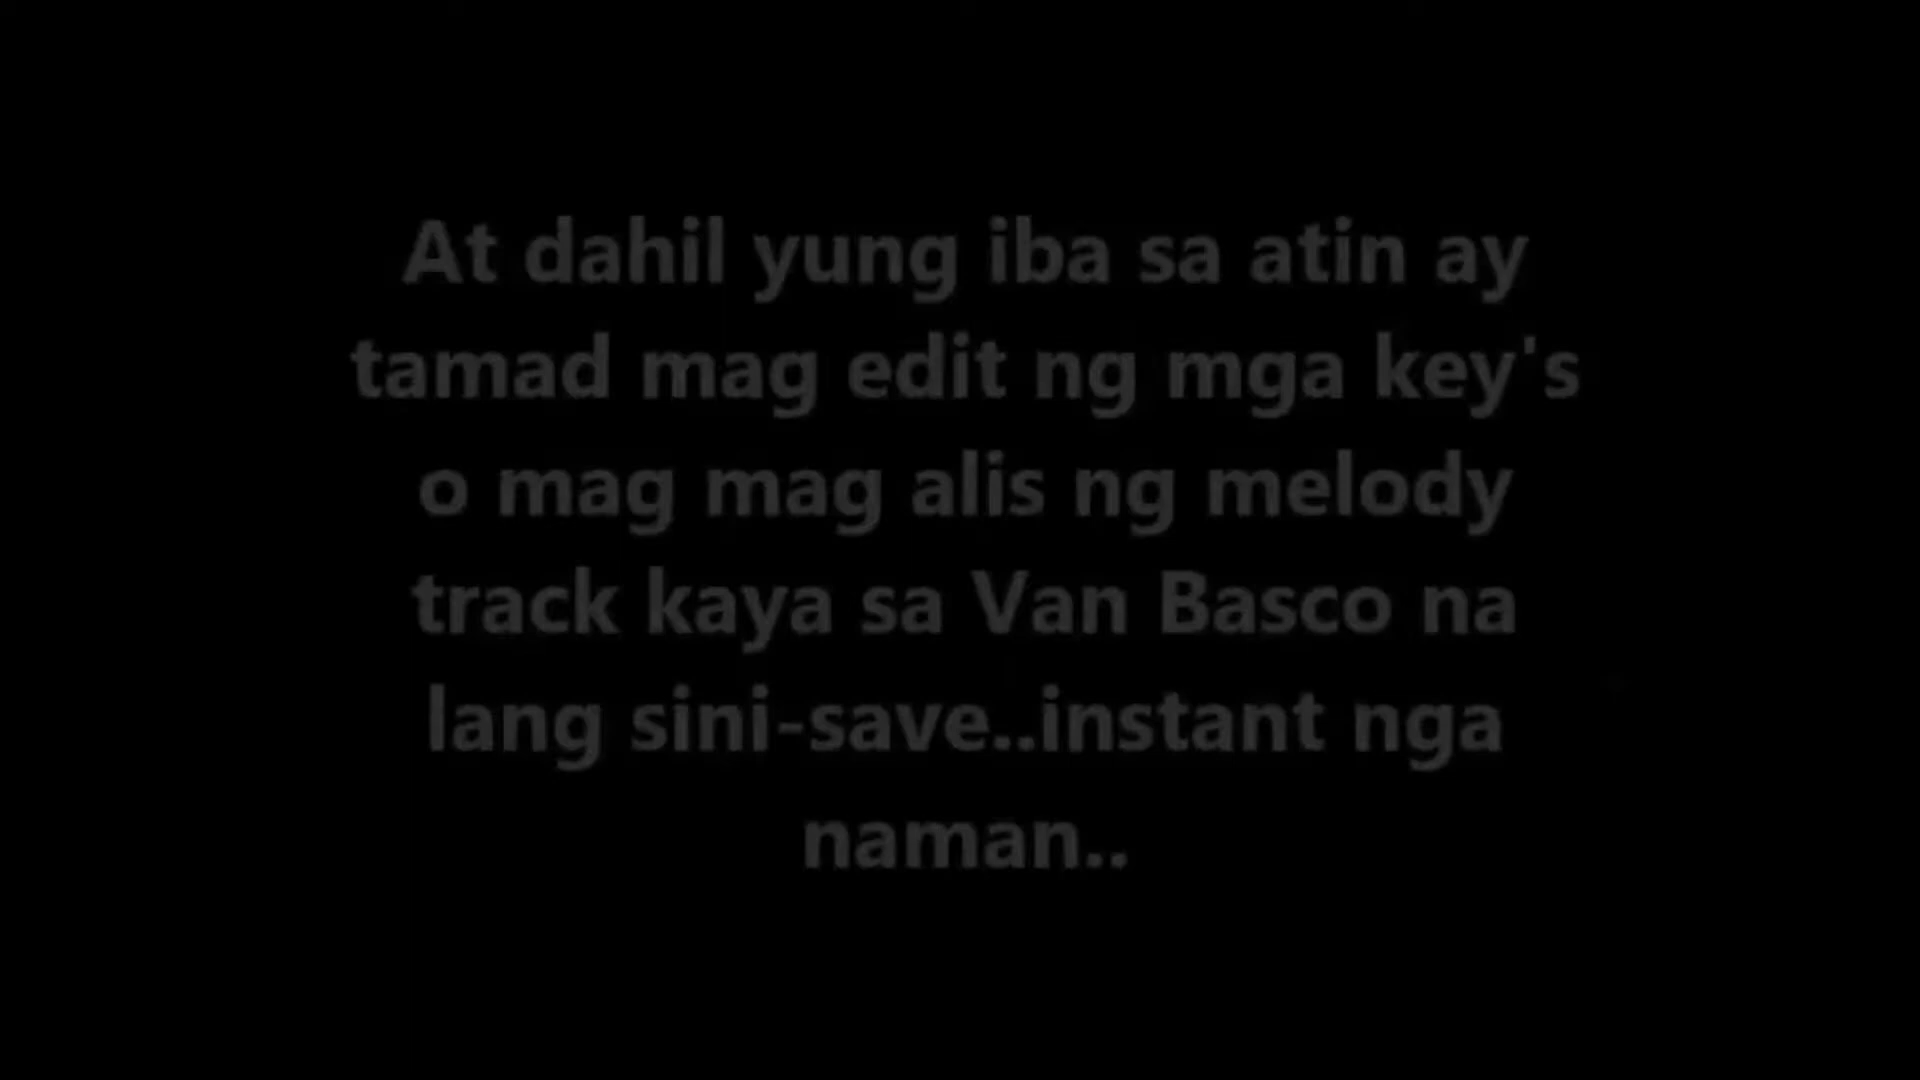 At dahil yung iba sa atin ay
tamad mag edit ng mga key's
o mag mag alis ng melody
track kaya sa Van Basco na
lang sini-save..instant nga
naman..